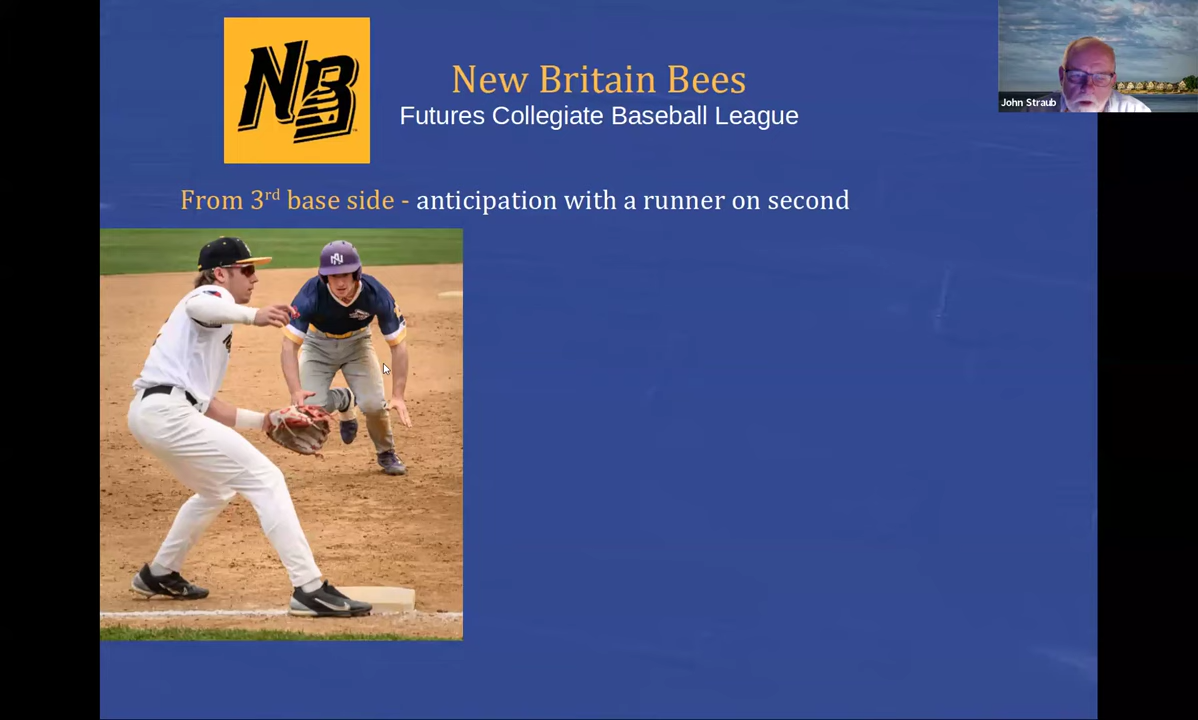 NB
New Britain Bees
Futures Collegiate Baseball League
John Straub
From 3rd base side - anticipation with a runner on second